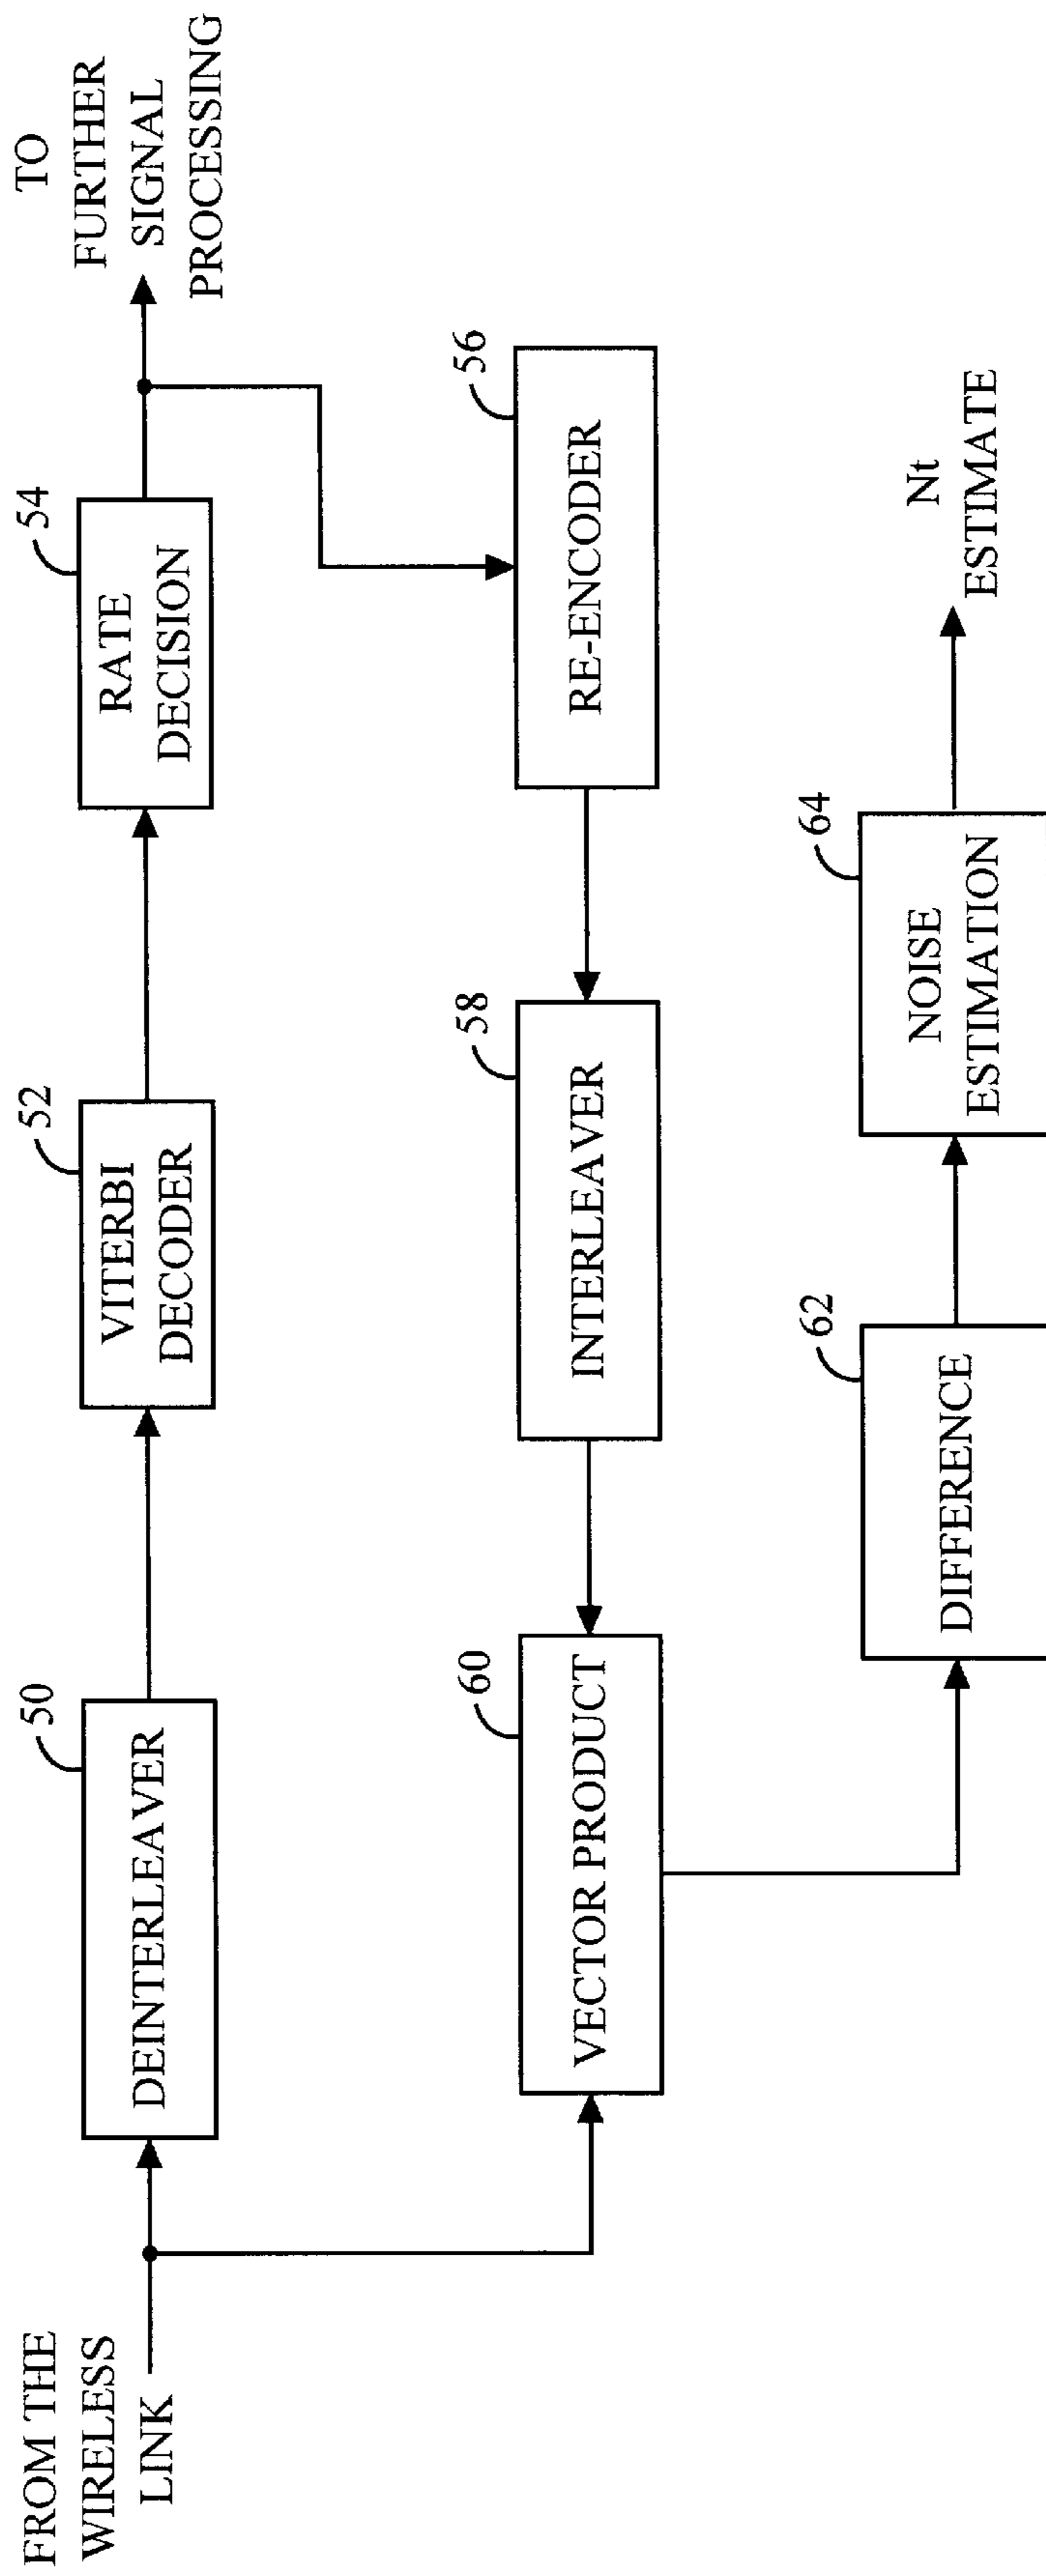 FROM THE
WIRELESS
LINK
50
DEINTERLEAVER
52
VITERBI
DECODER
54
RATE
DECISION
TO
FURTHER
SIGNAL
PROCESSING
60
VECTOR PRODUCT
58
INTERLEAVER
56
RE-ENCODER
62
DIFFERENCE
64
NOISE
ESTIMATION
Nt
ESTIMATE